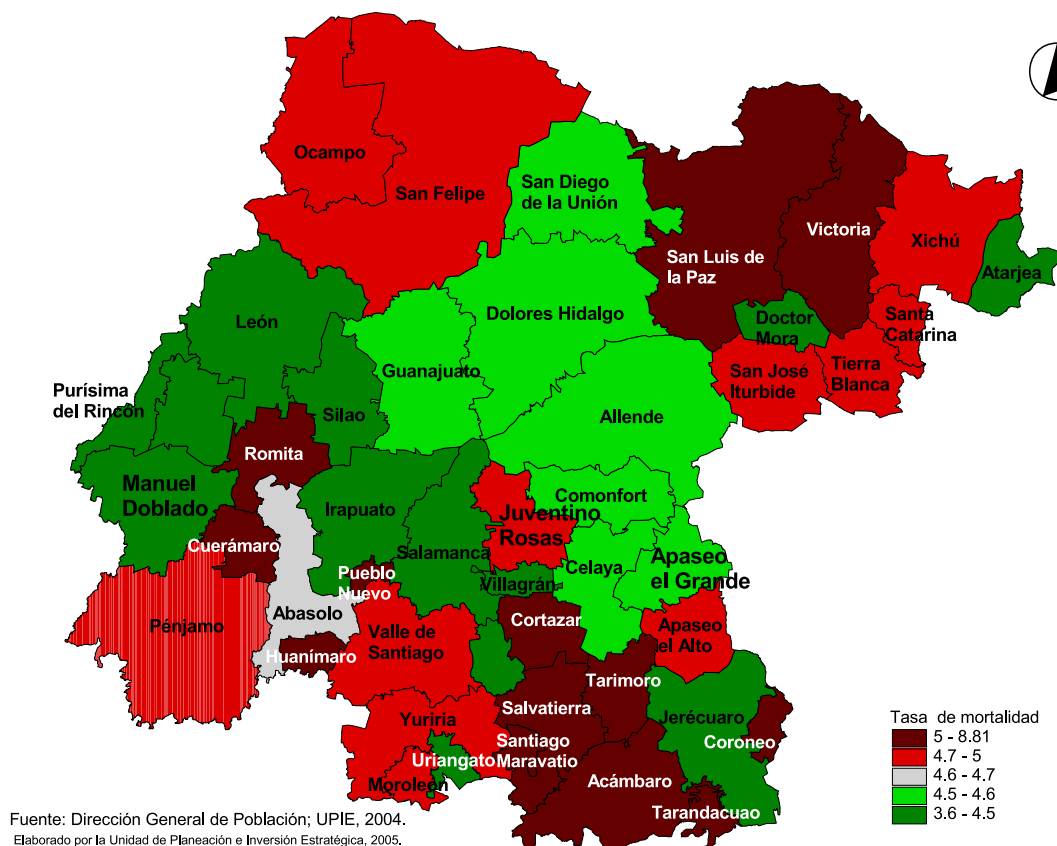 Ocampo
San Felipe
San Diego
de la Unión
Victoria
Xichú
San Luis de
la Paz
Atarjea
León
Dolores Hidalgo
Doctor
Mora
Santa
Catarina
Guanajuato
San José
Iturbide
Tierra
Blanca
Purísima
del Rincón
Silao
Allende
Romita
Manuel
Doblado
Irapuato
Comonfort
Juventino
Rosas
Cuerámaro
Salamanca
Apaseo
el Grande
Celaya
Pueblo
Nuevo
Villagrán
Abasolo
Pénjamo
Cortazar
Apaseo
el Alto
Valle de
Santiago
Huanímaro
Tarimoro
Salvatierra
Jerécuaro
Yuriria
Santiago
Maravatio
Coroneo
Uriangato
Moroleón
Acámbaro
Tarandacuao
Tasa de mortalidad
5 - 8.81
4.7 - 5
4.6 - 4.7
4.5 - 4.6
3.6 - 4.5
Fuente: Dirección General de Población; UPIE, 2004.
Elaborado por la Unidad de Planeación e Inversión Estratégica, 2005.